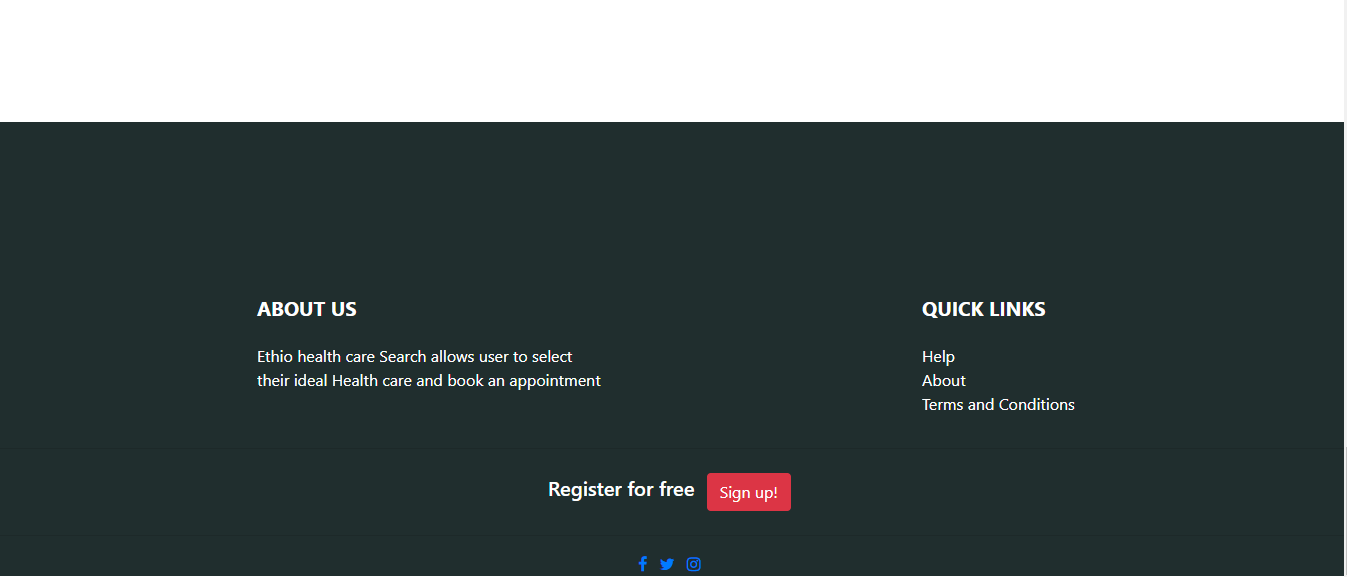 ABOUT US
Ethio health care Search allows user to select
their ideal Health care and book an appointment
QUICK LINKS
Help
About
Terms and Conditions
Register for free
Sign up!